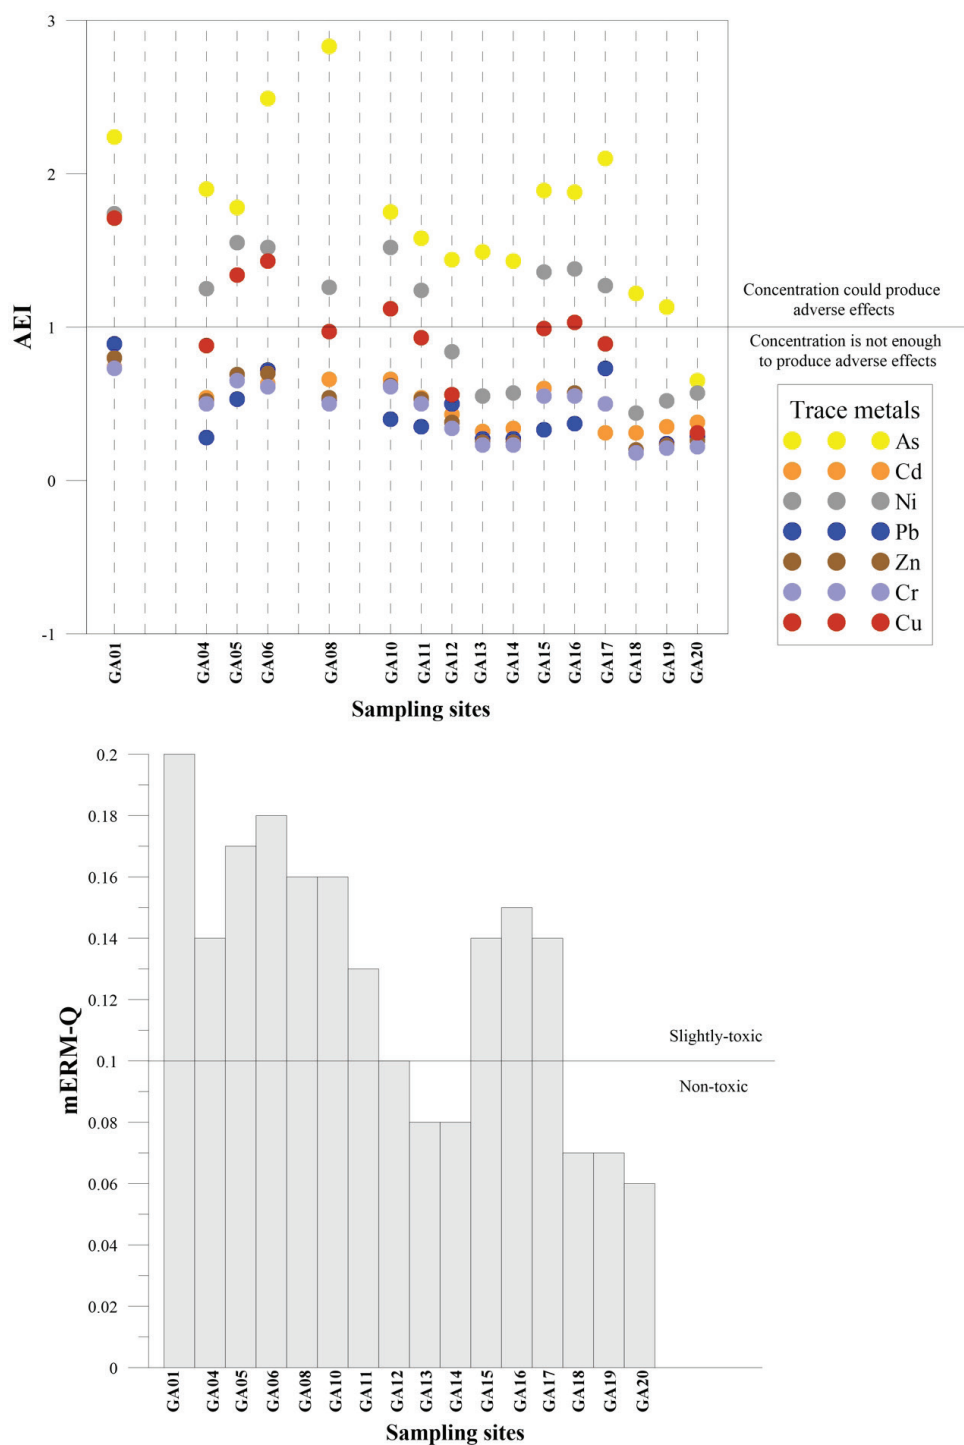 3
2
1
0
-1
AEI
Concentration could produce
adverse effects
Concentration is not enough
to produce adverse effects
Trace metals
As
Cd
Ni
Pb
Zn
Cr
Cu
GA01
GA04
GA05
GA06
GA08
GA10
GA11
GA12
GA13
GA14
GA15
GA16
GA17
GA18
GA19
GA20
Sampling sites
0.2
0.18
0.16
0.14
0.12
0.1
0.08
0.06
0.04
0.02
0
mERM-Q
Slightly-toxic
Non-toxic
GA01
GA04
GA05
GA06
GA08
GA10
GA11
GA12
GA13
GA14
GA15
GA16
GA17
GA18
GA19
GA20
Sampling sites